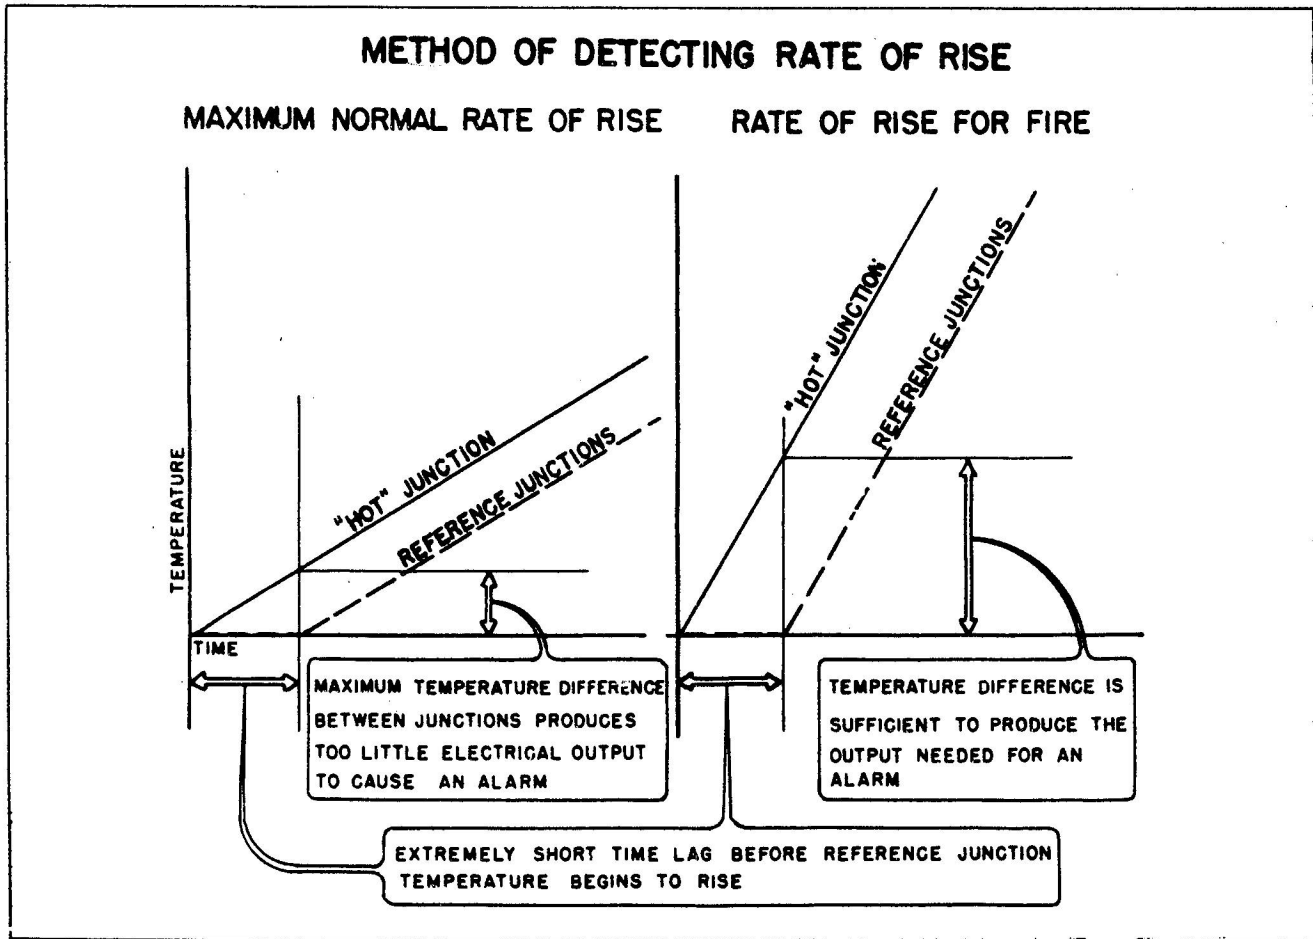 METHOD OF DETECTING RATE OF RISE
MAXIMUM NORMAL RATE OF RISE
RATE OF RISE FOR FIRE
TEMPERATURE
"HOT" JUNCTION
REFERENCE JUNCTIONS
TIME
"HOT" JUNCTION
REFERENCE JUNCTIONS
MAXIMUM TEMPERATURE DIFFERENCE
BETWEEN JUNCTIONS PRODUCES
TOO LITTLE ELECTRICAL OUTPUT
TO CAUSE AN ALARM
TEMPERATURE DIFFERENCE IS
SUFFICIENT TO PRODUCE THE
OUTPUT NEEDED FOR AN
ALARM
EXTREMELY SHORT TIME LAG BEFORE REFERENCE JUNCTION
TEMPERATURE BEGINS TO RISE